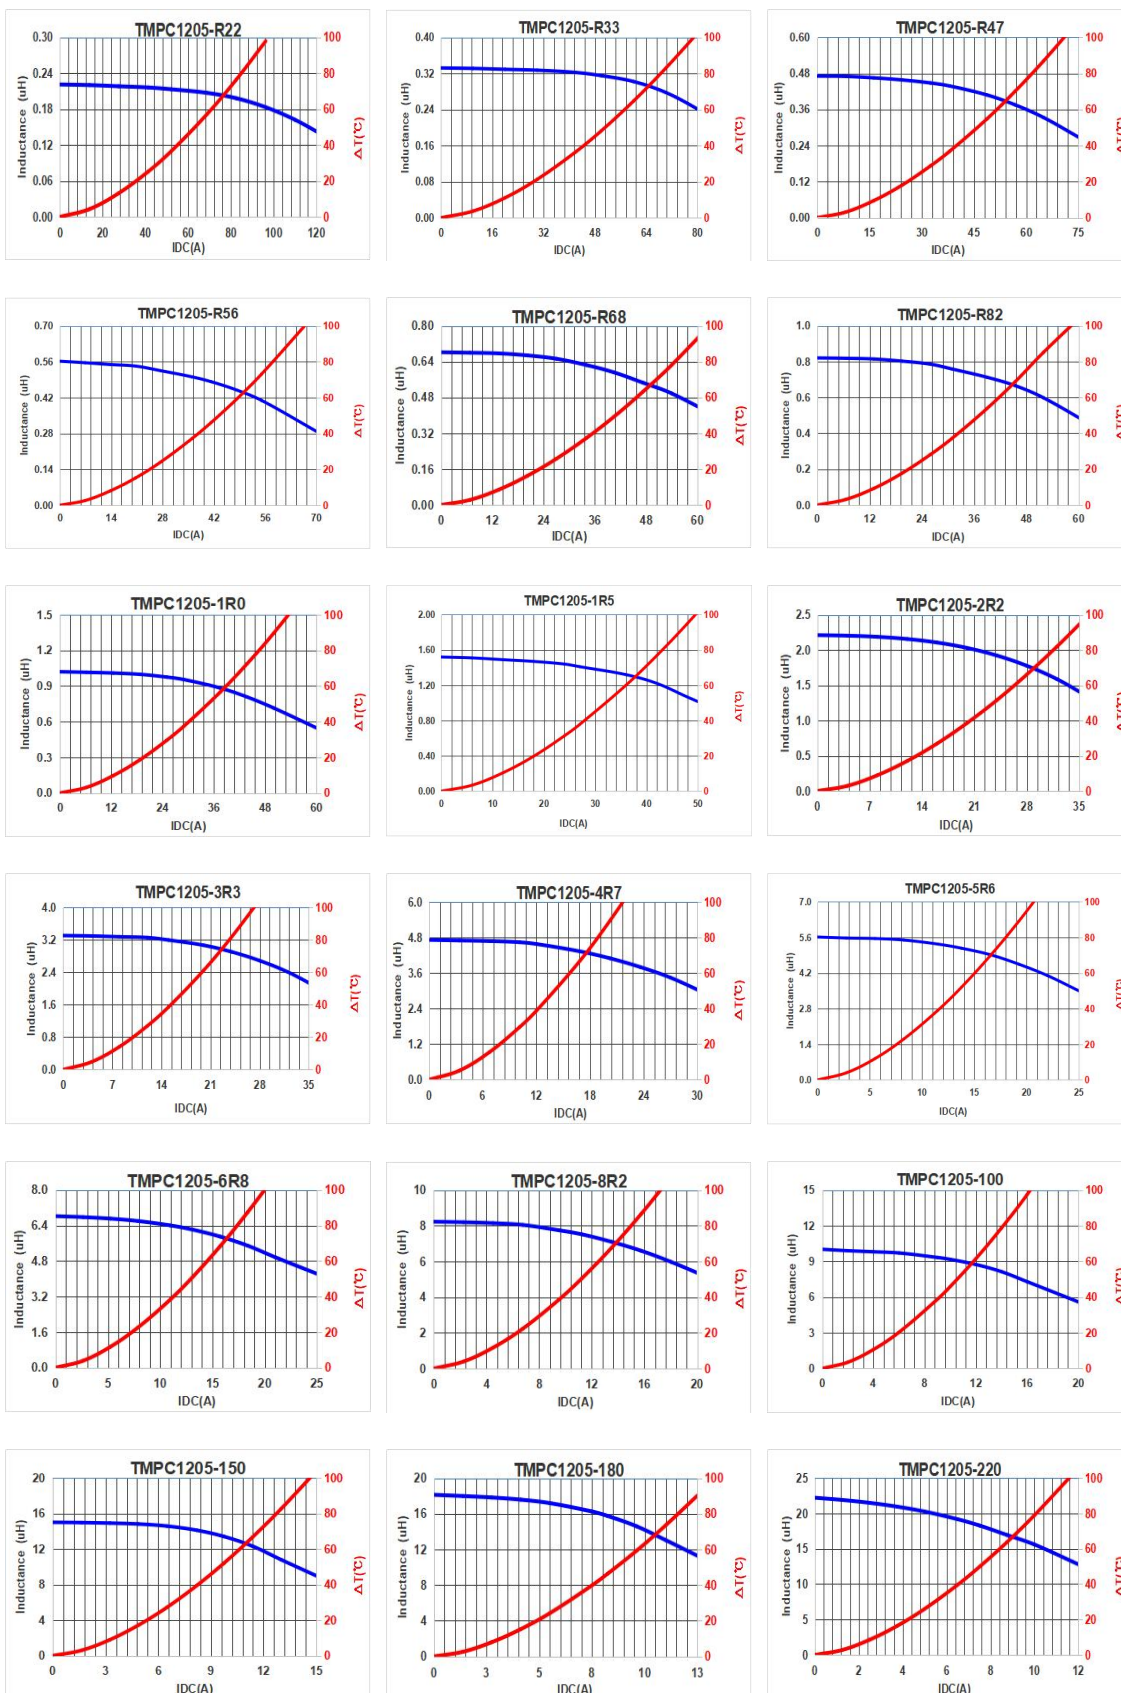 TMPC1205-R22
0.30
0.24
0.18
0.12
0.06
0.00
Inductance (uH)
0 20 40 60 80 100 120
IDC(A)
100
80
60
40
20
0
△T(℃)
TMPC1205-R33
0.40
0.32
0.24
0.16
0.08
0.00
Inductance (uH)
0 16 32 48 64 80
IDC(A)
100
80
60
40
20
0
△T(℃)
TMPC1205-R47
0.60
0.48
0.36
0.24
0.12
0.00
Inductance (uH)
0 15 30 45 60 75
IDC(A)
100
80
60
40
20
0
△T(℃)
TMPC1205-R56
0.70
0.56
0.42
0.28
0.14
0.00
Inductance (uH)
0 14 28 42 56 70
IDC(A)
100
80
60
40
20
0
△T(℃)
TMPC1205-R68
0.80
0.64
0.48
0.32
0.16
0.00
Inductance (uH)
0 12 24 36 48 60
IDC(A)
100
80
60
40
20
0
△T(℃)
TMPC1205-R82
1.0
0.8
0.6
0.4
0.2
0.0
Inductance (uH)
0 12 24 36 48 60
IDC(A)
100
80
60
40
20
0
△T(℃)
TMPC1205-1R0
1.5
1.2
0.9
0.6
0.3
0.0
Inductance (uH)
0 12 24 36 48 60
IDC(A)
100
80
60
40
20
0
△T(℃)
TMPC1205-1R5
2.00
1.60
1.20
0.80
0.40
0.00
Inductance (uH)
0 10 20 30 40 50
IDC(A)
100
80
60
40
20
0
△T(℃)
TMPC1205-2R2
2.5
2.0
1.5
1.0
0.5
0.0
Inductance (uH)
0 7 14 21 28 35
IDC(A)
100
80
60
40
20
0
△T(℃)
TMPC1205-3R3
4.0
3.2
2.4
1.6
0.8
0.0
Inductance (uH)
0 7 14 21 28 35
IDC(A)
100
80
60
40
20
0
△T(℃)
TMPC1205-4R7
6.0
4.8
3.6
2.4
1.2
0.0
Inductance (uH)
0 6 12 18 24 30
IDC(A)
100
80
60
40
20
0
△T(℃)
TMPC1205-5R6
7.0
5.6
4.2
2.8
1.4
0.0
Inductance (uH)
0 5 10 15 20 25
IDC(A)
100
80
60
40
20
0
△T(℃)
TMPC1205-6R8
8.0
6.4
4.8
3.2
1.6
0.0
Inductance (uH)
0 5 10 15 20 25
IDC(A)
100
80
60
40
20
0
△T(℃)
TMPC1205-8R2
10
8
6
4
2
0
Inductance (uH)
0 4 8 12 16 20
IDC(A)
100
80
60
40
20
0
△T(℃)
TMPC1205-100
15
12
9
6
3
0
Inductance (uH)
0 4 8 12 16 20
IDC(A)
100
80
60
40
20
0
△T(℃)
TMPC1205-150
20
16
12
8
4
0
Inductance (uH)
0 3 6 9 12 15
IDC(A)
100
80
60
40
20
0
△T(℃)
TMPC1205-180
20
16
12
8
4
0
Inductance (uH)
0 3 5 8 10 13
IDC(A)
100
80
60
40
20
0
△T(℃)
TMPC1205-220
25
20
15
10
5
0
Inductance (uH)
0 2 4 6 8 10 12
IDC(A)
100
80
60
40
20
0
△T(℃)